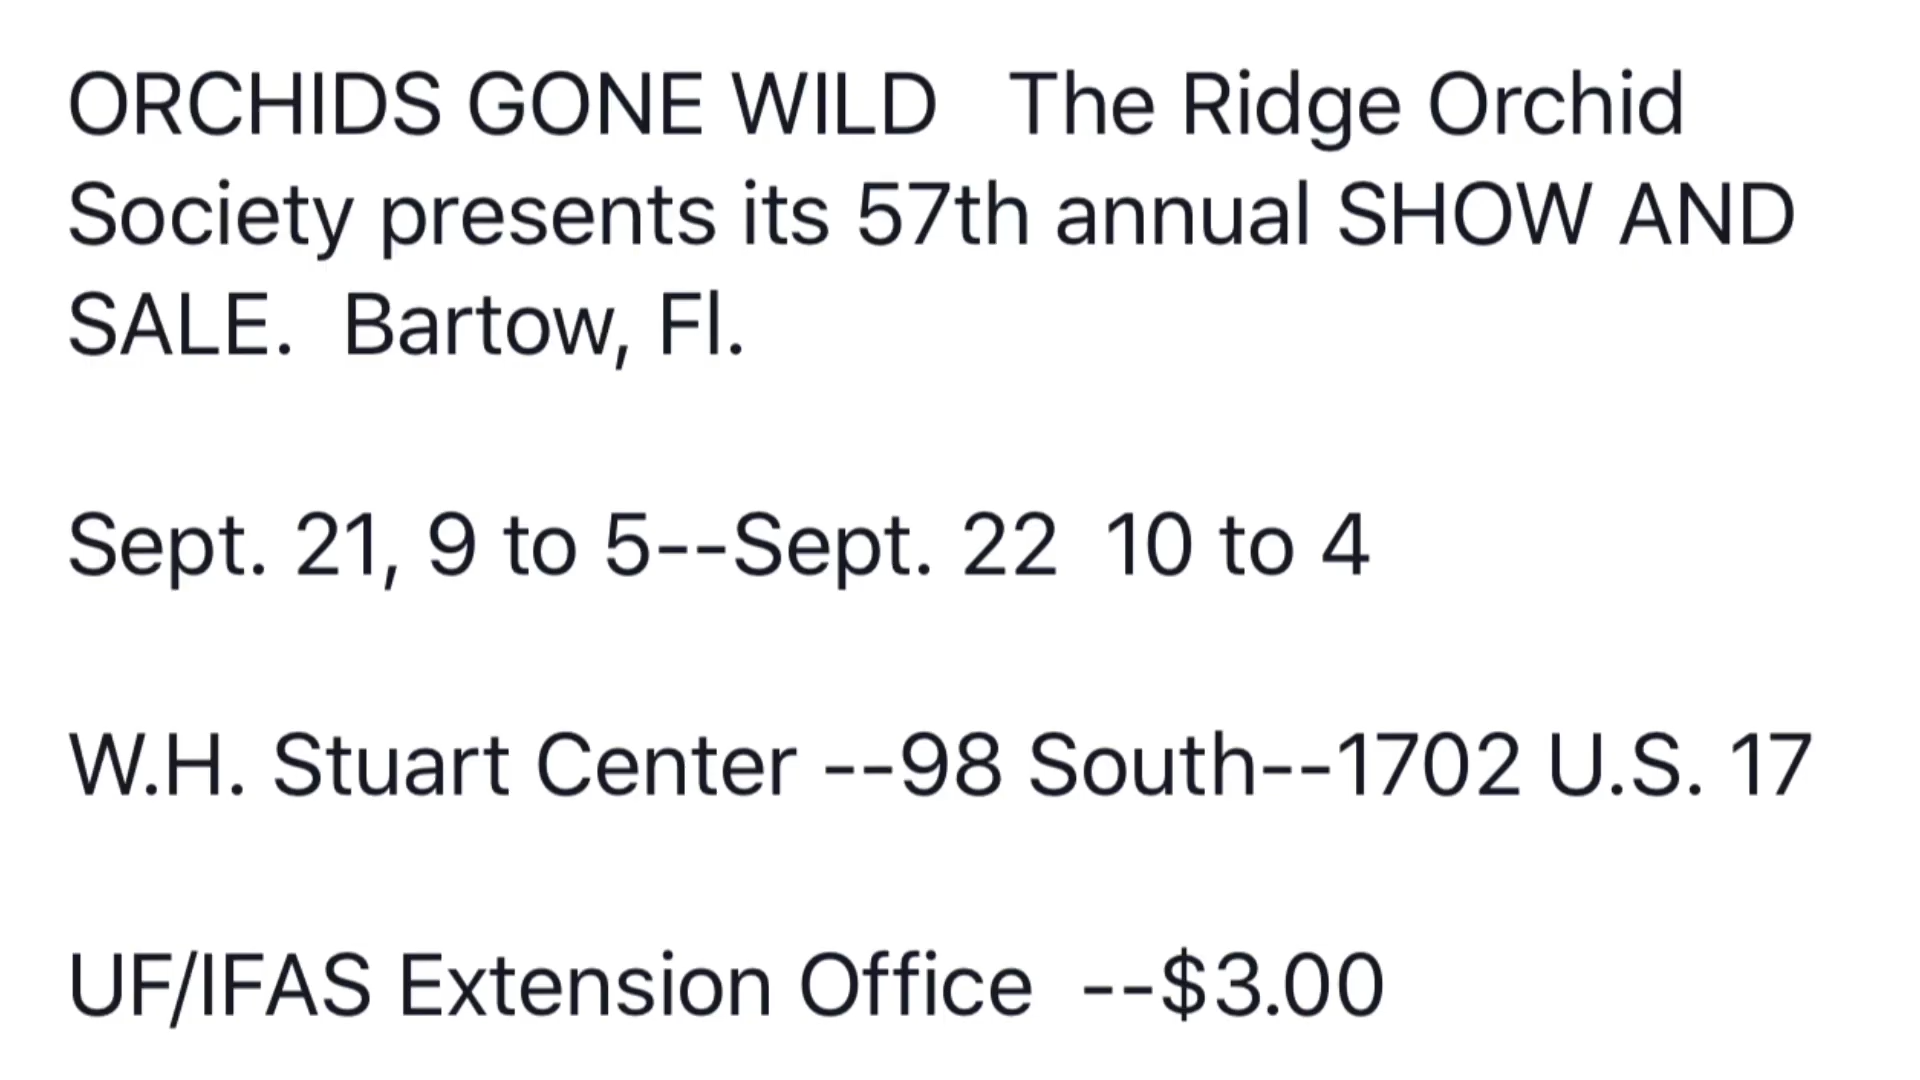 ORCHIDS GONE WILD   The Ridge Orchid
Society presents its 57th annual SHOW AND
SALE.  Bartow, Fl.
Sept. 21, 9 to 5--Sept. 22  10 to 4
W.H. Stuart Center --98 South--1702 U.S. 17
UF/IFAS Extension Office  --$3.00